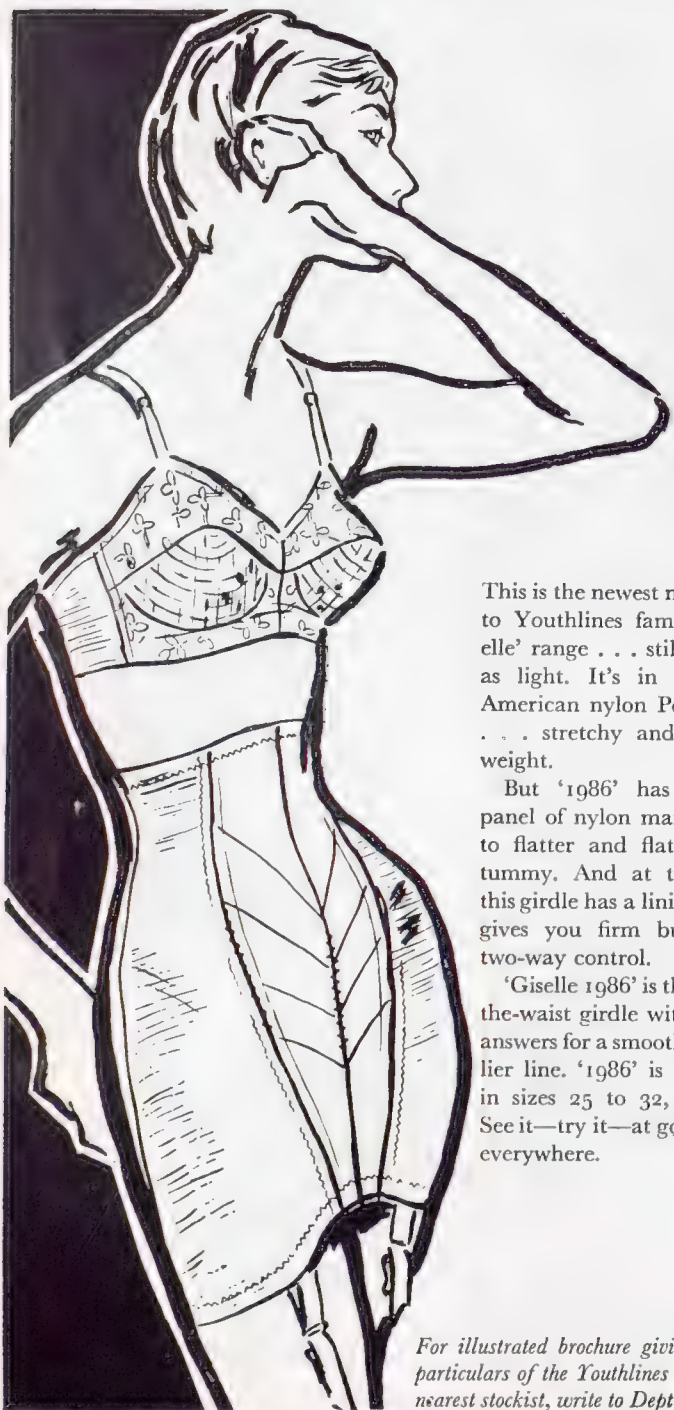 This is the newest
to Youthlines fam
elle' range . . . stil
as light. It's in
American nylon Po
. . . stretchy and
weight.
But '1986' has
panel of nylon mar
to flatter and flat
tummy. And at t
this girdle has a lini
gives you firm bu
two-way control.
'Giselle 1986' is th
the-waist girdle wit
answers for a smooth
lier line. '1986' is
in sizes 25 to 32,
See it—try it—at go
everywhere.
For illustrated brochure givi
particulars of the Youthlines
nearest stockist, write to Dept